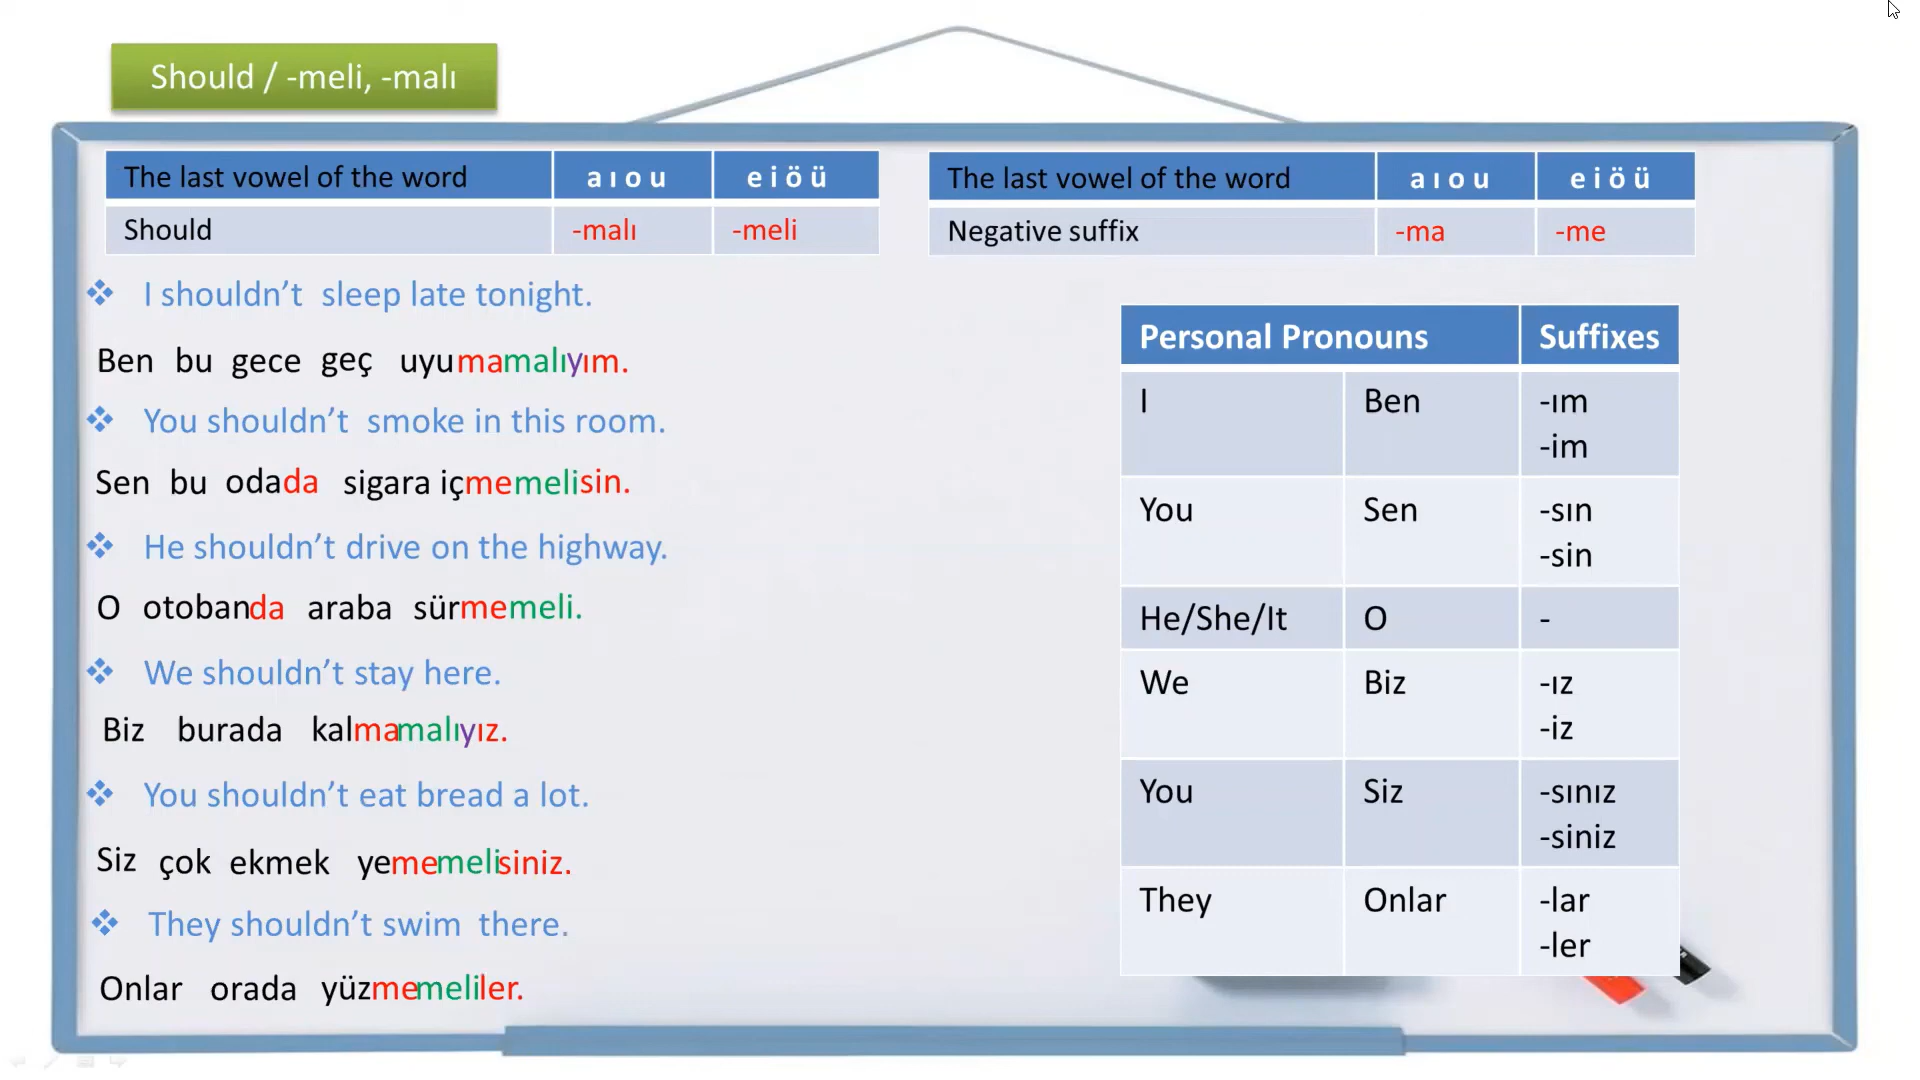 Should / -meli, -malı
The last vowel of the word a ı o u e i ö ü
Should -malı -meli
The last vowel of the word a ı o u e i ö ü
Negative suffix -ma -me
I shouldn’t sleep late tonight.
Ben bu gece geç uyumamalıyım.
You shouldn’t smoke in this room.
Sen bu odada sigara içmemelisin.
He shouldn’t drive on the highway.
O otobanda araba sürmemeli.
We shouldn’t stay here.
Biz burada kalmamalıyız.
You shouldn’t eat bread a lot.
Siz çok ekmek yememelisiniz.
They shouldn’t swim there.
Onlar orada yüzmemeliler.
Personal Pronouns Suffixes
I Ben -ım
-im
You Sen -sın
-sin
He/She/It O -
We Biz -ız
-iz
You Siz -sınız
-siniz
They Onlar -lar
-ler